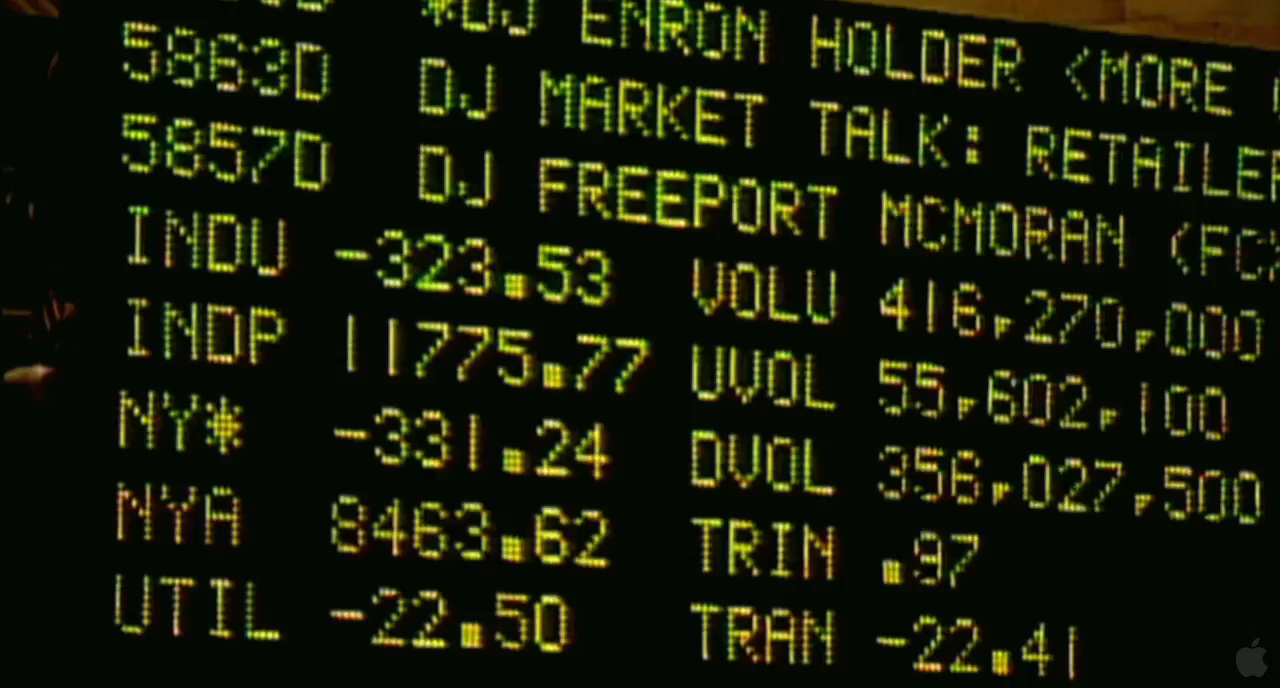 *DJ ENRON HOLDER <MORE
5863D DJ MARKET TALK: RETAILE
5857D DJ FREEPORT MCMORAN (FC
INDU -323.53 VOLU 416,270,000
INDP 11775.77 UVOL 55,602,100
NY* -331.24 DVOL 356,027,500
NYA 8463.62 TRIN .97
UTIL -22.50 TRAN -22.41